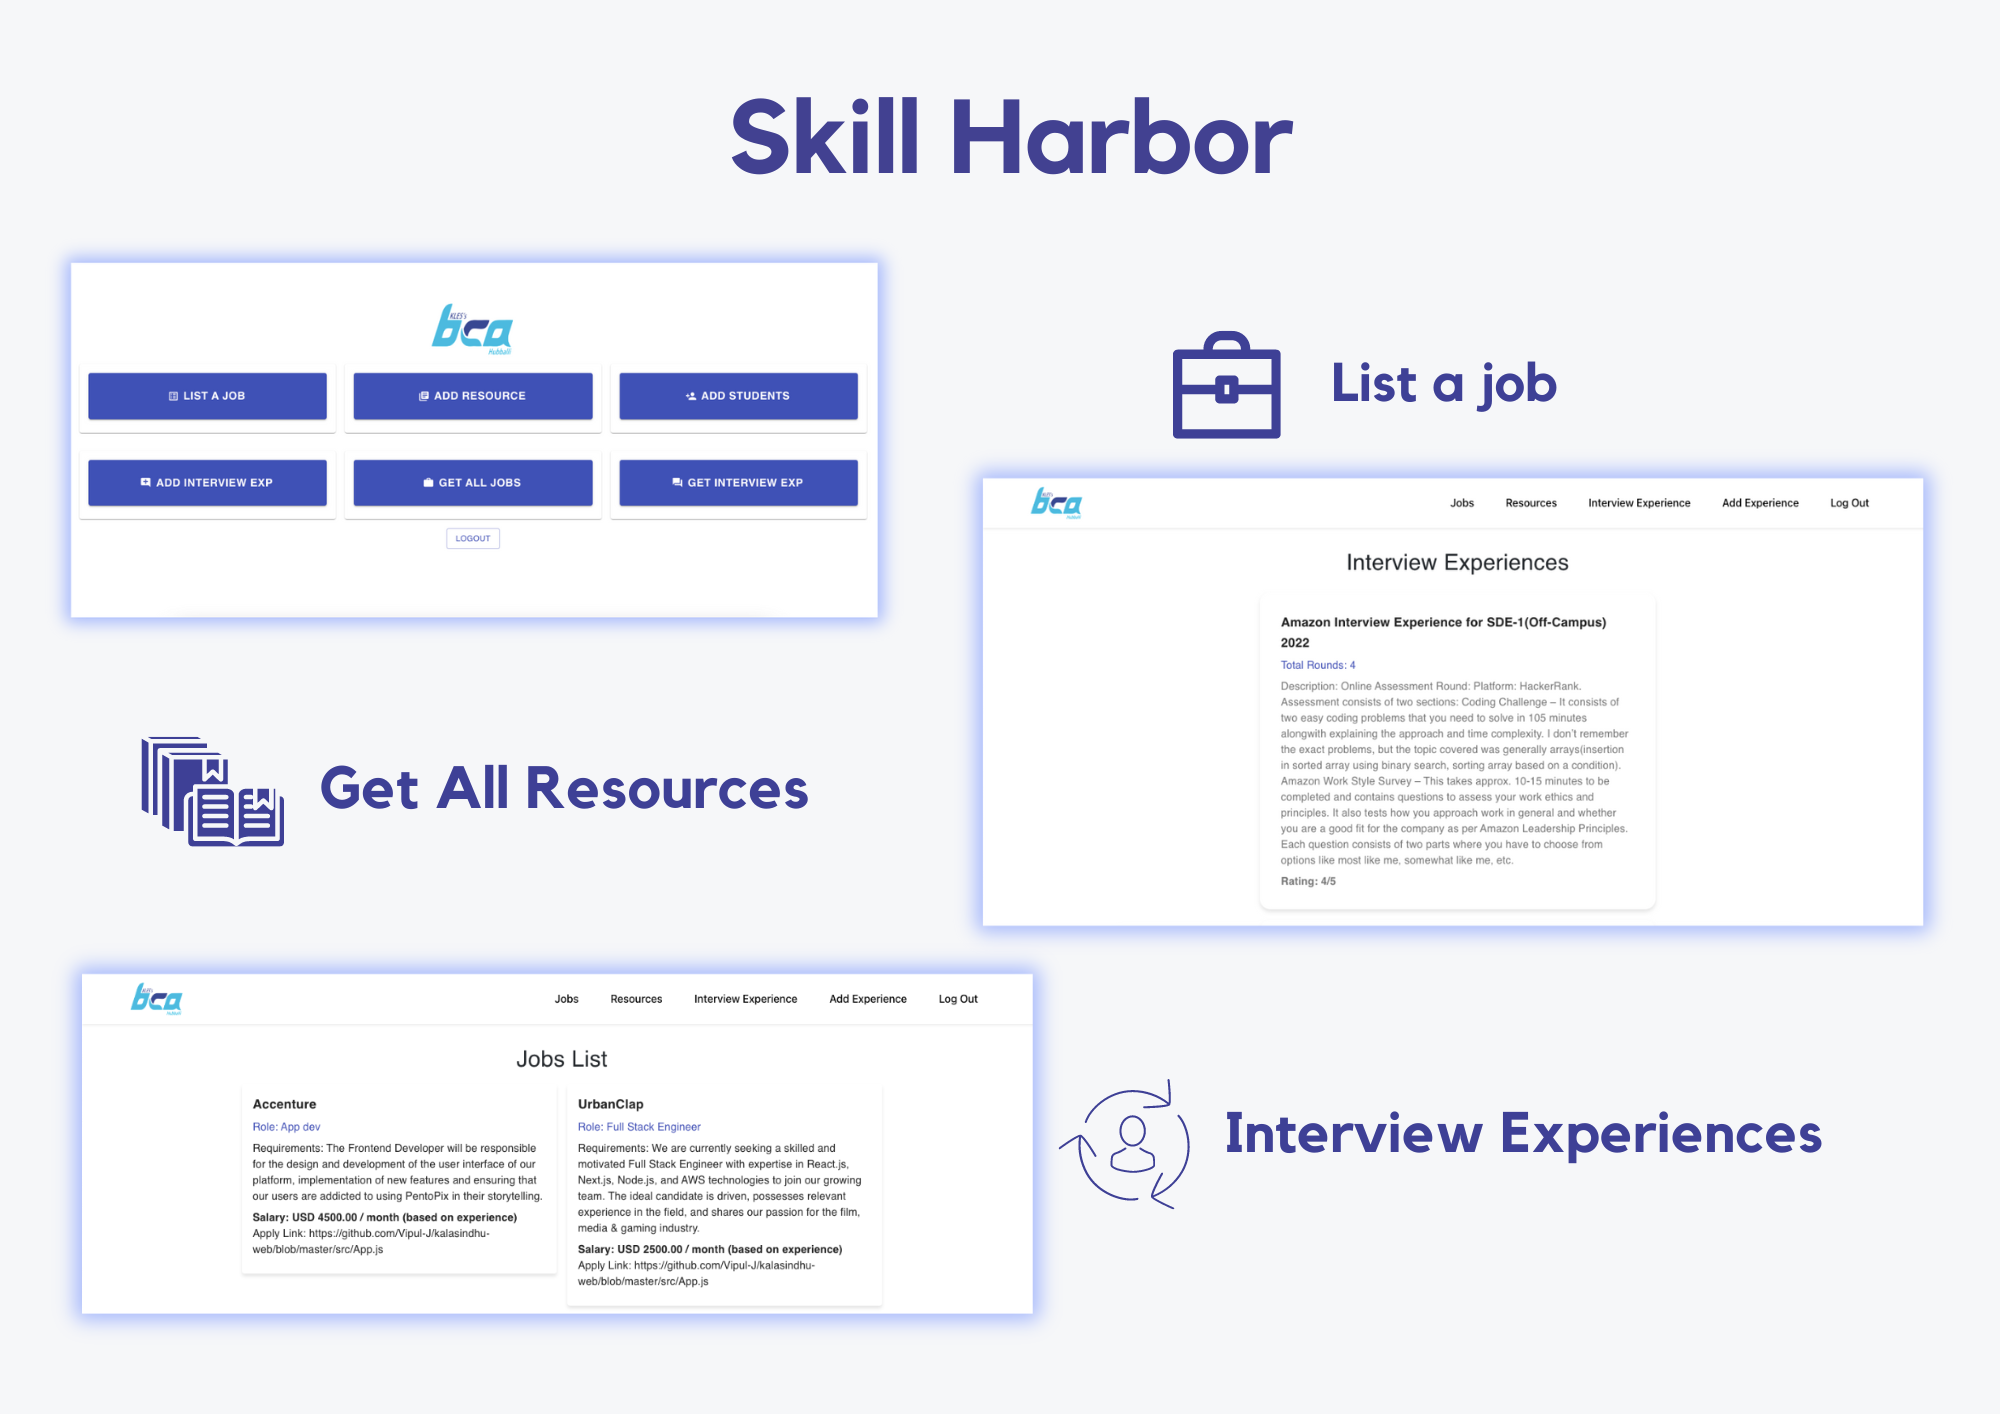 Skill Harbor
KLES's
bca
Hubballi
LIST A JOB
ADD RESOURCE
ADD STUDENTS
ADD INTERVIEW EXP
GET ALL JOBS
GET INTERVIEW EXP
LOGOUT
List a job
bca
Jobs
Resources
Interview Experience
Add Experience
Log Out
Interview Experiences
Amazon Interview Experience for SDE-1(Off-Campus)
2022
Total Rounds: 4
Description: Online Assessment Round: Platform: HackerRank.
Assessment consists of two sections: Coding Challenge – It consists of
two easy coding problems that you need to solve in 105 minutes
alongwith explaining the approach and time complexity. I don't remember
the exact problems, but the topic covered was generally arrays(insertion
in sorted array using binary search, sorting array based on a condition).
Amazon Work Style Survey – This takes approx. 10-15 minutes to be
completed and contains questions to assess your work ethics and
principles. It also tests how you approach work in general and whether
you are a good fit for the company as per Amazon Leadership Principles.
Each question consists of two parts where you have to choose from
options like most like me, somewhat like me, etc.
Rating: 4/5
Get All Resources
bca
Jobs
Resources
Interview Experience
Add Experience
Log Out
Jobs List
Accenture
Role: App dev
Requirements: The Frontend Developer will be responsible
for the design and development of the user interface of our
platform, implementation of new features and ensuring that
our users are addicted to using PentoPix in their storytelling.
Salary: USD 4500.00 / month (based on experience)
Apply Link: https://github.com/Vipul-J/kalasindhu-
web/blob/master/src/App.js
UrbanClap
Role: Full Stack Engineer
Requirements: We are currently seeking a skilled and
motivated Full Stack Engineer with expertise in React.js,
Next.js, Node.js, and AWS technologies to join our growing
team. The ideal candidate is driven, possesses relevant
experience in the field, and shares our passion for the film,
media & gaming industry.
Salary: USD 2500.00 / month (based on experience)
Apply Link: https://github.com/Vipul-J/kalasindhu-
web/blob/master/src/App.js
Interview Experiences